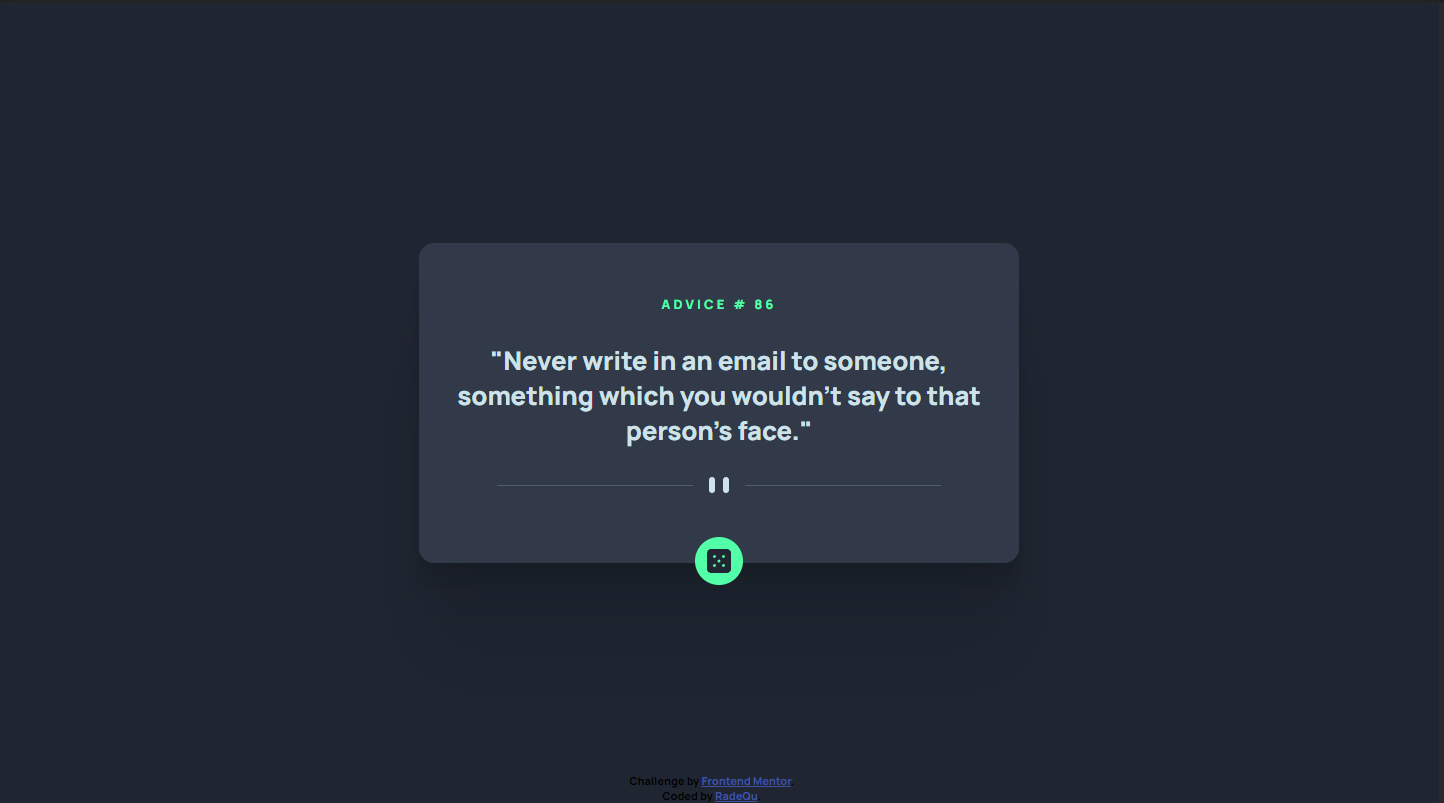 ADVICE # 86
"Never write in an email to someone,
something which you wouldn't say to that
person's face."
Challenge by Frontend Mentor.
Coded by RadeOu.